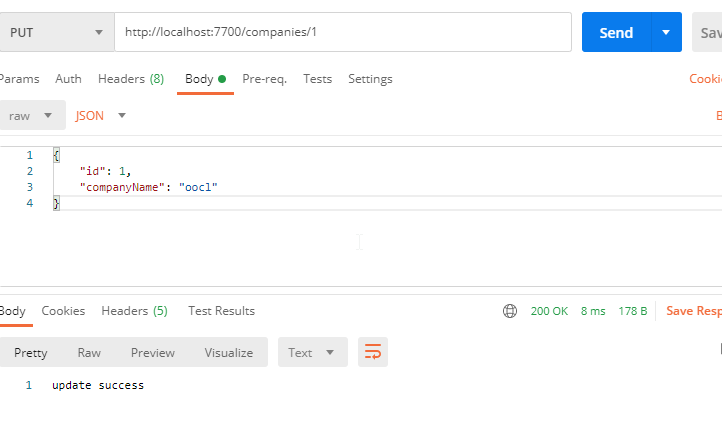 PUT http://localhost:7700/companies/1 Send Sav
Params Auth Headers (8) Body Pre-req. Tests Settings Cooki
raw JSON B
1 {
2 "id": 1,
3 "companyName": "oocl"
4 }
Body Cookies Headers (5) Test Results 200 OK 8 ms 178 B Save Resp
Pretty Raw Preview Visualize Text
1 update success